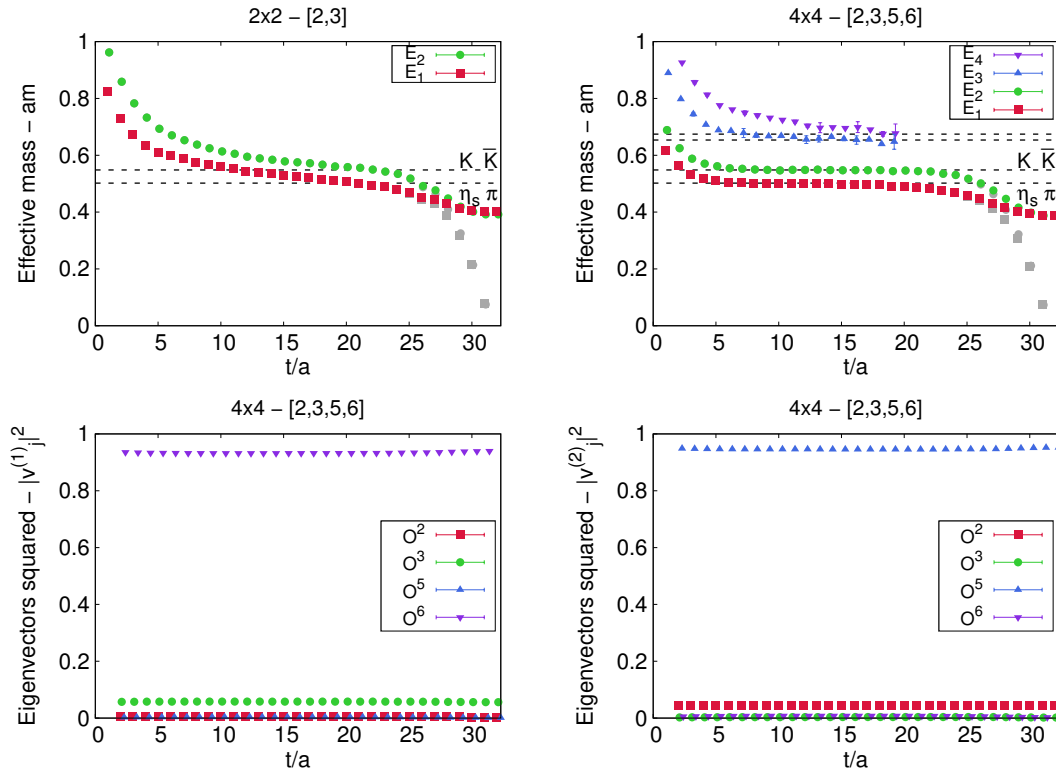 2x2 − [2,3]
Effective mass − am
1
0.8
0.6
0.4
0.2
0
E2
E1
K K̅
ηs π
0 5 10 15 20 25 30
t/a
4x4 − [2,3,5,6]
Effective mass − am
1
0.8
0.6
0.4
0.2
0
E4
E3
E2
E1
K K̅
ηs π
0 5 10 15 20 25 30
t/a
4x4 − [2,3,5,6]
Eigenvectors squared − |v(1)j|2
1
0.8
0.6
0.4
0.2
0
O2
O3
O5
O6
0 5 10 15 20 25 30
t/a
4x4 − [2,3,5,6]
Eigenvectors squared − |v(2)j|2
1
0.8
0.6
0.4
0.2
0
O2
O3
O5
O6
0 5 10 15 20 25 30
t/a